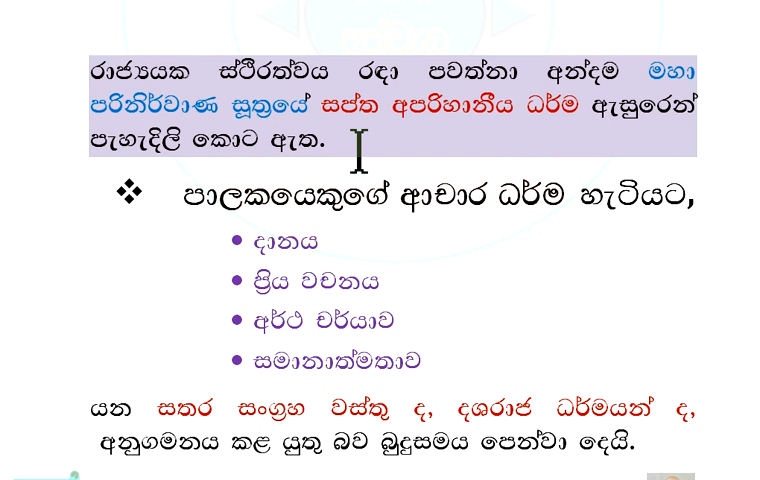 රාජ්‍යයක ස්ථිරත්වය රඳා පවත්නා අන්දම මහා
පරිනිර්වාණ සූත්‍රයේ සප්ත අපරිහානීය ධර්ම ඇසුරෙන්
පැහැදිලි කොට ඇත.
❖ පාලකයෙකුගේ ආචාර ධර්ම හැටියට,
• දානය
• ප්‍රිය වචනය
• අර්ථ චර්යාව
• සමානාත්මතාව
යන සතර සංග්‍රහ වස්තු ද, දශරාජ ධර්මයන් ද,
අනුගමනය කළ යුතු බව බුදුසමය පෙන්වා දෙයි.